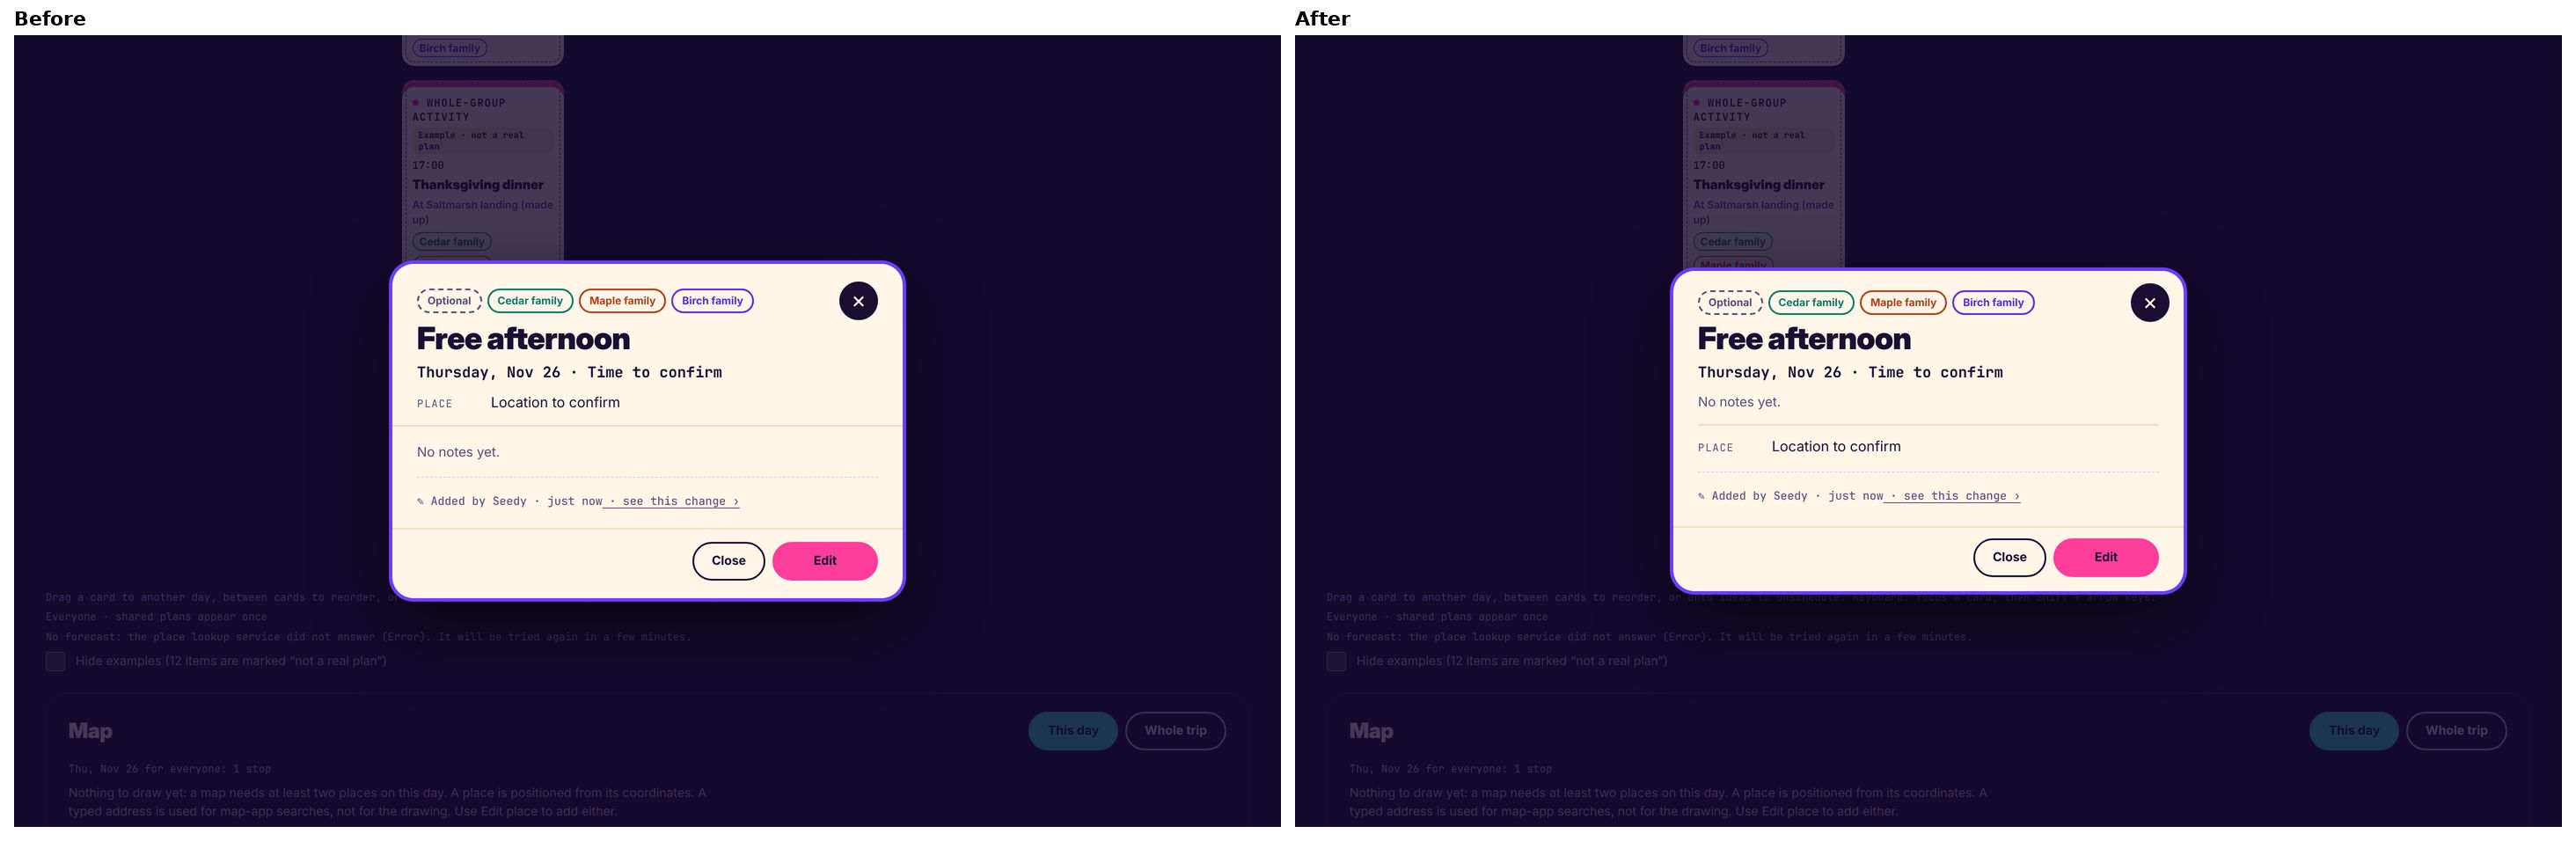 Before
Birch family
WHOLE-GROUP
ACTIVITY
Example · not a real
plan
17:00
Thanksgiving dinner
At Saltmarsh landing (made
up)
Cedar family
Optional Cedar family Maple family Birch family ✕
Free afternoon
Thursday, Nov 26 · Time to confirm
PLACE Location to confirm
No notes yet.
✎ Added by Seedy · just now · see this change ›
Close Edit
Drag a card to another day, between cards to reorder,
Everyone · shared plans appear once
No forecast: the place lookup service did not answer (Error). It will be tried again in a few minutes.
Hide examples (12 items are marked “not a real plan”)
Map
This day Whole trip
Thu, Nov 26 for everyone: 1 stop
Nothing to draw yet: a map needs at least two places on this day. A place is positioned from its coordinates. A
typed address is used for map-app searches, not for the drawing. Use Edit place to add either.
After
Birch family
WHOLE-GROUP
ACTIVITY
Example · not a real
plan
17:00
Thanksgiving dinner
At Saltmarsh landing (made
up)
Cedar family
Maple family
Optional Cedar family Maple family Birch family ✕
Free afternoon
Thursday, Nov 26 · Time to confirm
No notes yet.
PLACE Location to confirm
✎ Added by Seedy · just now · see this change ›
Close Edit
Drag a card to another day, between cards to reorder, or onto Ideas to unschedule. Keyboard: focus a card, then Shift + arrow keys.
Everyone · shared plans appear once
No forecast: the place lookup service did not answer (Error). It will be tried again in a few minutes.
Hide examples (12 items are marked “not a real plan”)
Map
This day Whole trip
Thu, Nov 26 for everyone: 1 stop
Nothing to draw yet: a map needs at least two places on this day. A place is positioned from its coordinates. A
typed address is used for map-app searches, not for the drawing. Use Edit place to add either.